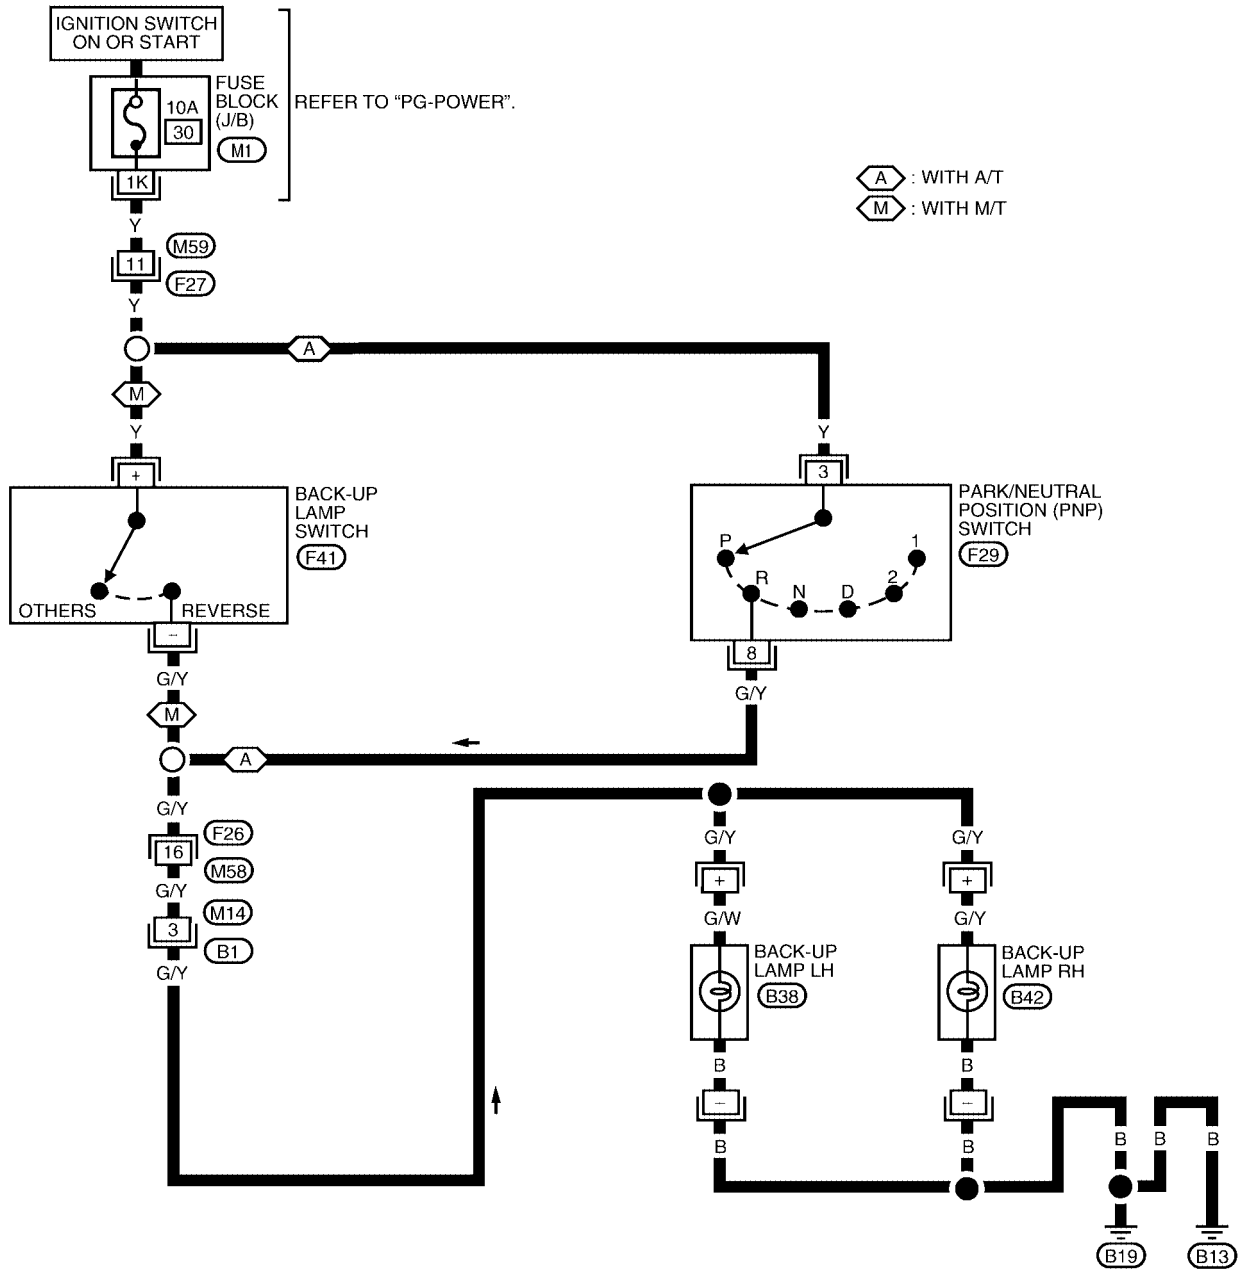 IGNITION SWITCH
ON OR START
10A
30
FUSE
BLOCK
(J/B)
M1
REFER TO “PG-POWER”.
1K
Y
11
M59
F27
Y
A : WITH A/T
M : WITH M/T
A
M
Y
+
BACK-UP
LAMP
SWITCH
F41
OTHERS
REVERSE
−
G/Y
M
A
G/Y
16
F26
M58
G/Y
3
M14
B1
G/Y
Y
3
PARK/NEUTRAL
POSITION (PNP)
SWITCH
F29
P
R
N
D
2
1
8
G/Y
G/Y
+
G/W
BACK-UP
LAMP LH
B38
B
−
B
G/Y
+
G/Y
BACK-UP
LAMP RH
B42
B
−
B
B
B
B
B19
B13